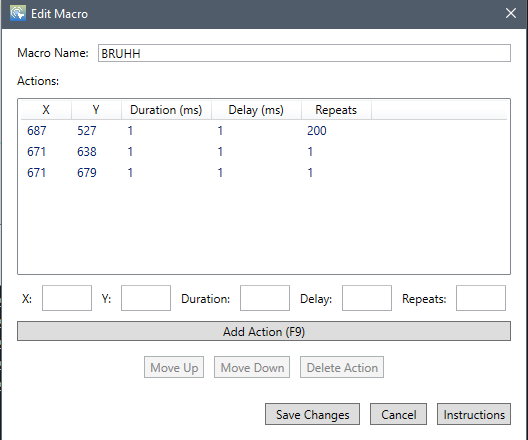 Edit Macro
Macro Name: BRUHH
Actions:
X Y Duration (ms) Delay (ms) Repeats
687 527 1 1 200
671 638 1 1 1
671 679 1 1 1
X: Y: Duration: Delay: Repeats:
Add Action (F9)
Move Up Move Down Delete Action
Save Changes Cancel Instructions